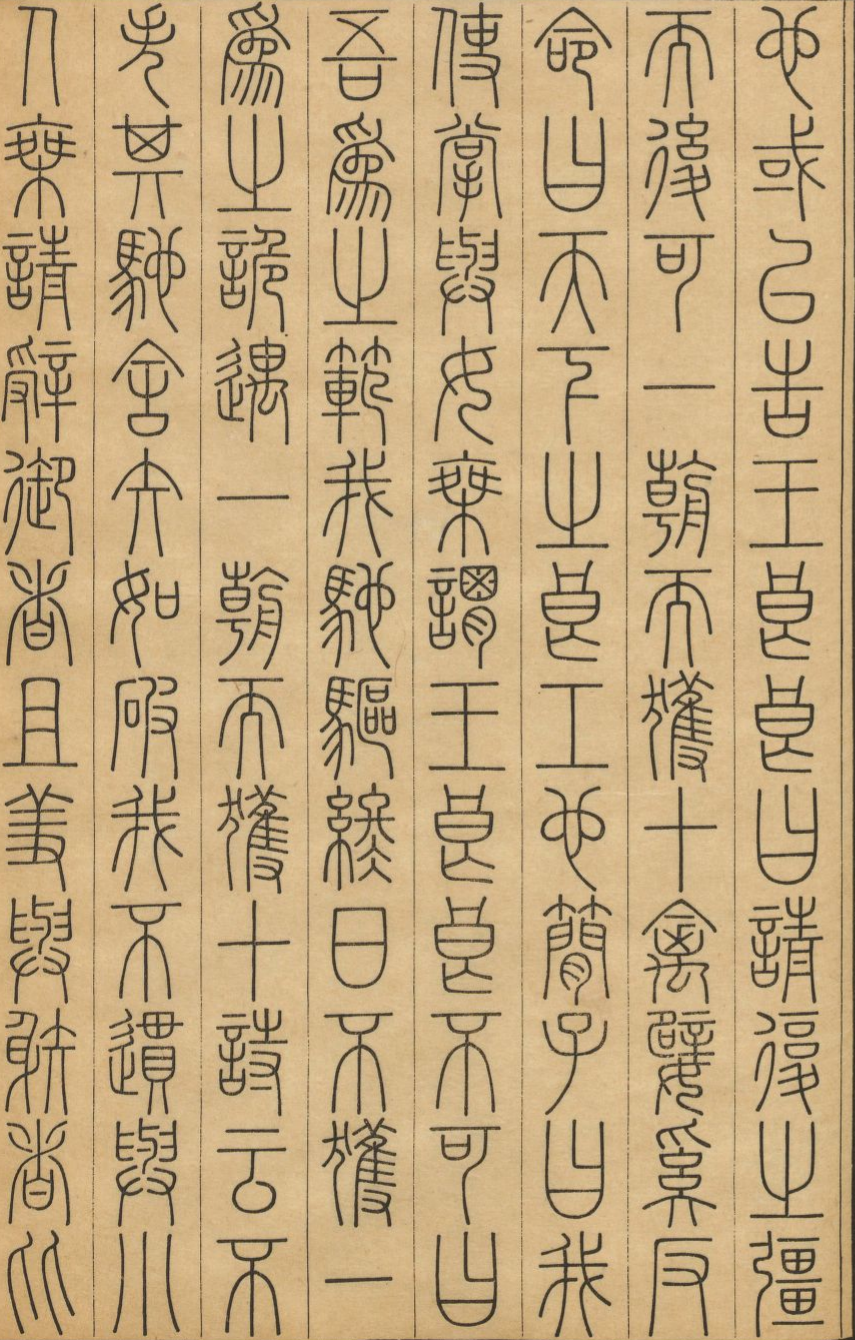 也或以告王良良曰請復之彊
而後可一朝而獲十禽嬖奚反
命曰天下之良工也簡子曰我
使掌與女乘謂王良良不可曰
吾為之範我馳驅終日不獲一
為之詭遇一朝而獲十詩云不
失其馳舍矢如破我不遦與小
人乘請辭御者且羞與射者比